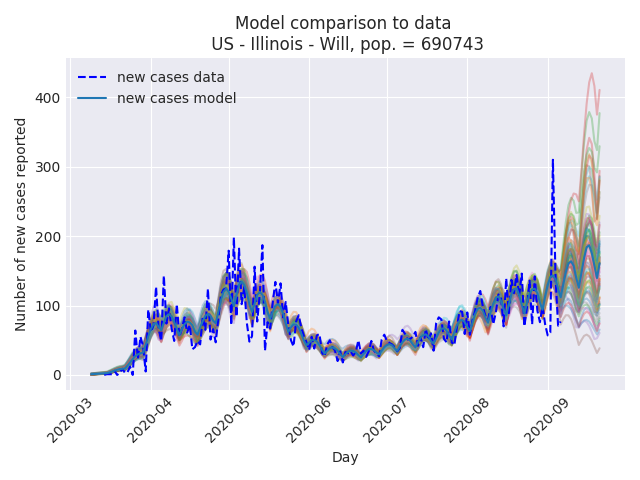 Model comparison to data
US - Illinois - Will, pop. = 690743
new cases data
new cases model
Number of new cases reported
400
300
200
100
0
2020-03
2020-04
2020-05
2020-06
2020-07
2020-08
2020-09
Day